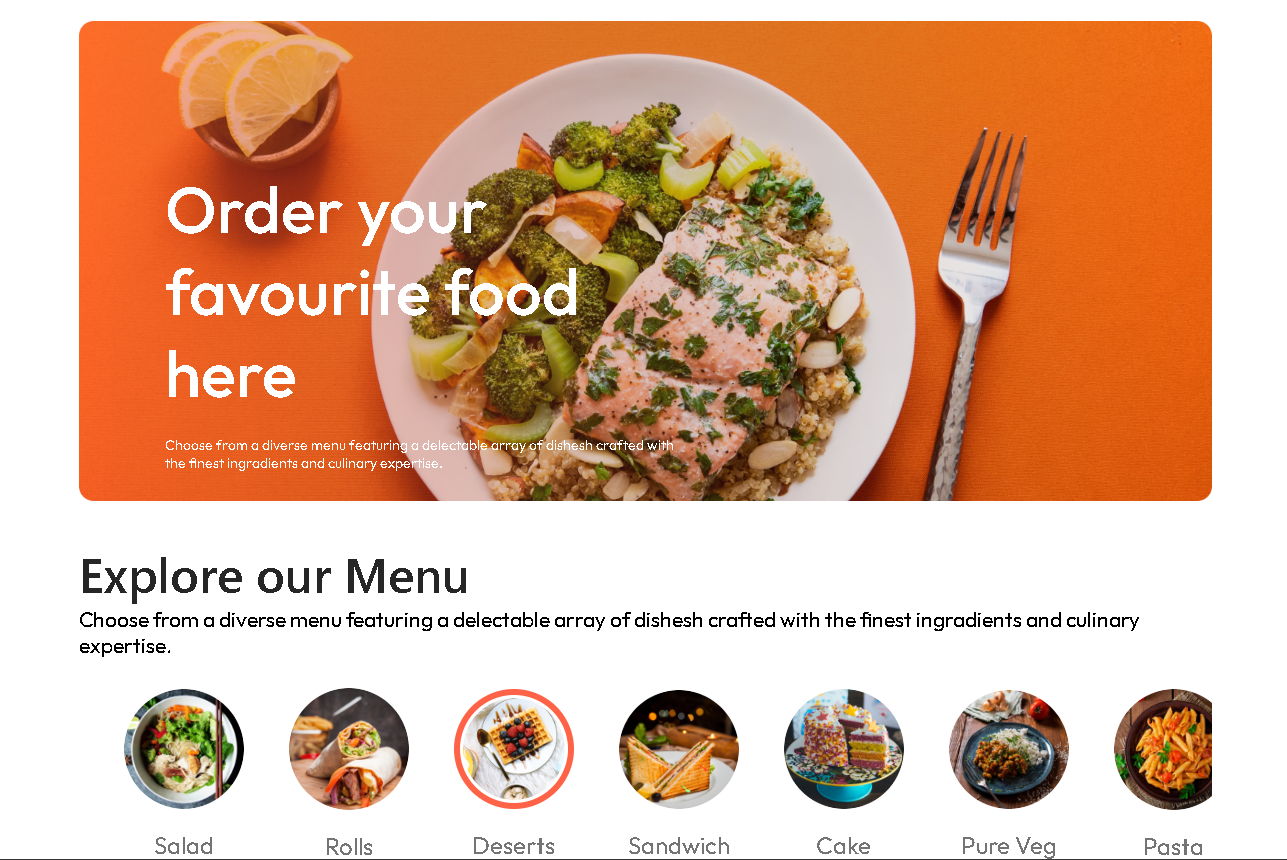 Order your
favourite food
here
Choose from a diverse menu featuring a delectable array of dishesh crafted with
the finest ingredients and culinary expertise.
Explore our Menu
Choose from a diverse menu featuring a delectable array of dishesh crafted with the finest ingredients and culinary
expertise.
Salad Rolls Deserts Sandwich Cake Pure Veg Pasta